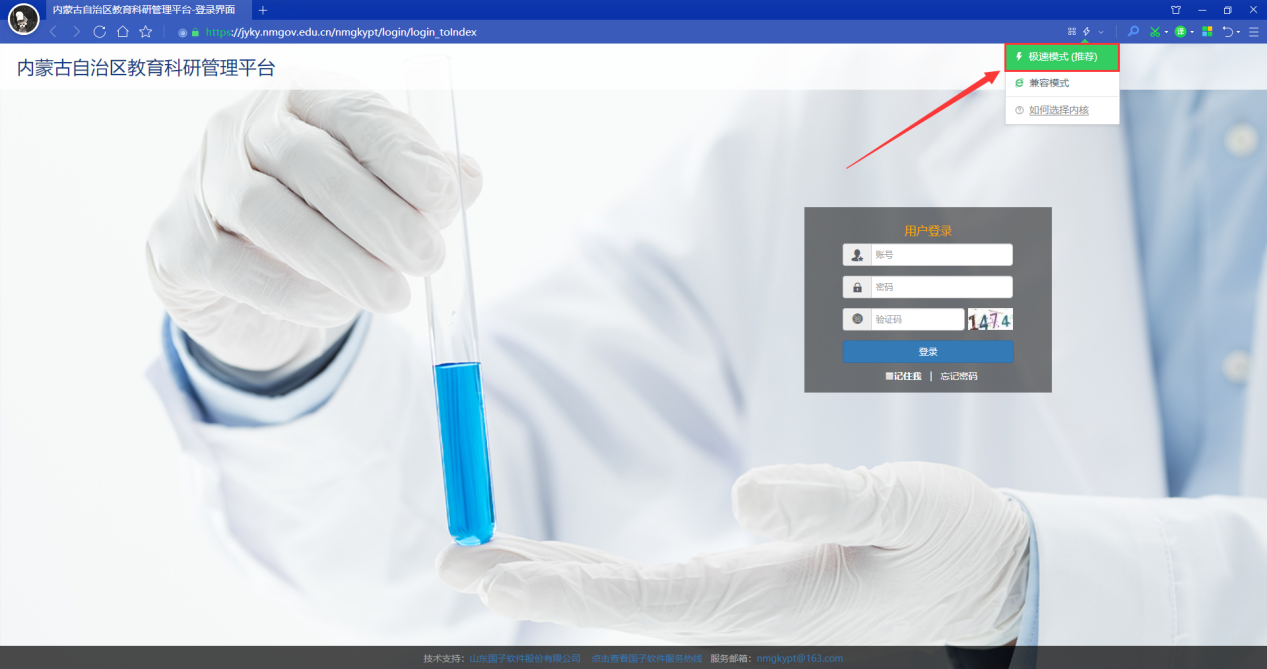 内蒙古自治区教育科研管理平台-登录界面
https://jyky.nmgov.edu.cn/nmgkypt/login/login_toIndex
译
内蒙古自治区教育科研管理平台
极速模式 (推荐)
兼容模式
如何选择内核
用户登录
账号
密码
验证码 1474
登录
记住我 | 忘记密码
技术支持: 山东国子软件股份有限公司 点击查看国子软件服务热线 服务邮箱: nmgkypt@163.com